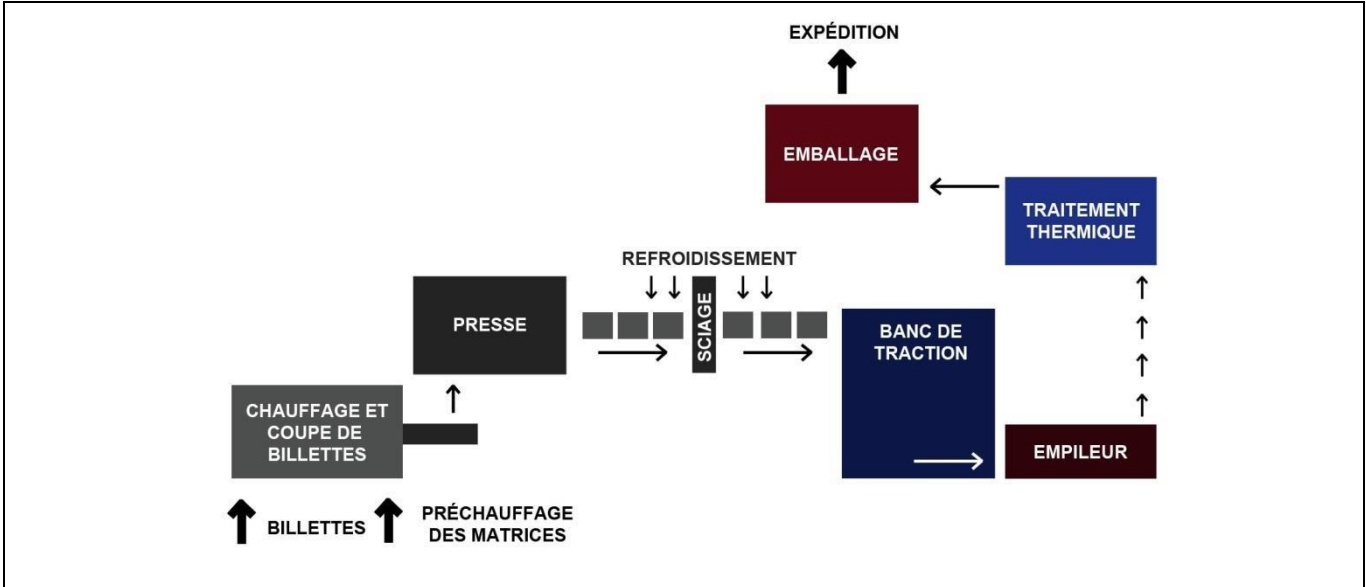 EXPÉDITION
EMBALLAGE
TRAITEMENT
THERMIQUE
REFROIDISSEMENT
PRESSE
SCIAGE
BANC DE
TRACTION
CHAUFFAGE ET
COUPE DE
BILLETTES
EMPILEUR
BILLETTES
PRÉCHAUFFAGE
DES MATRICES